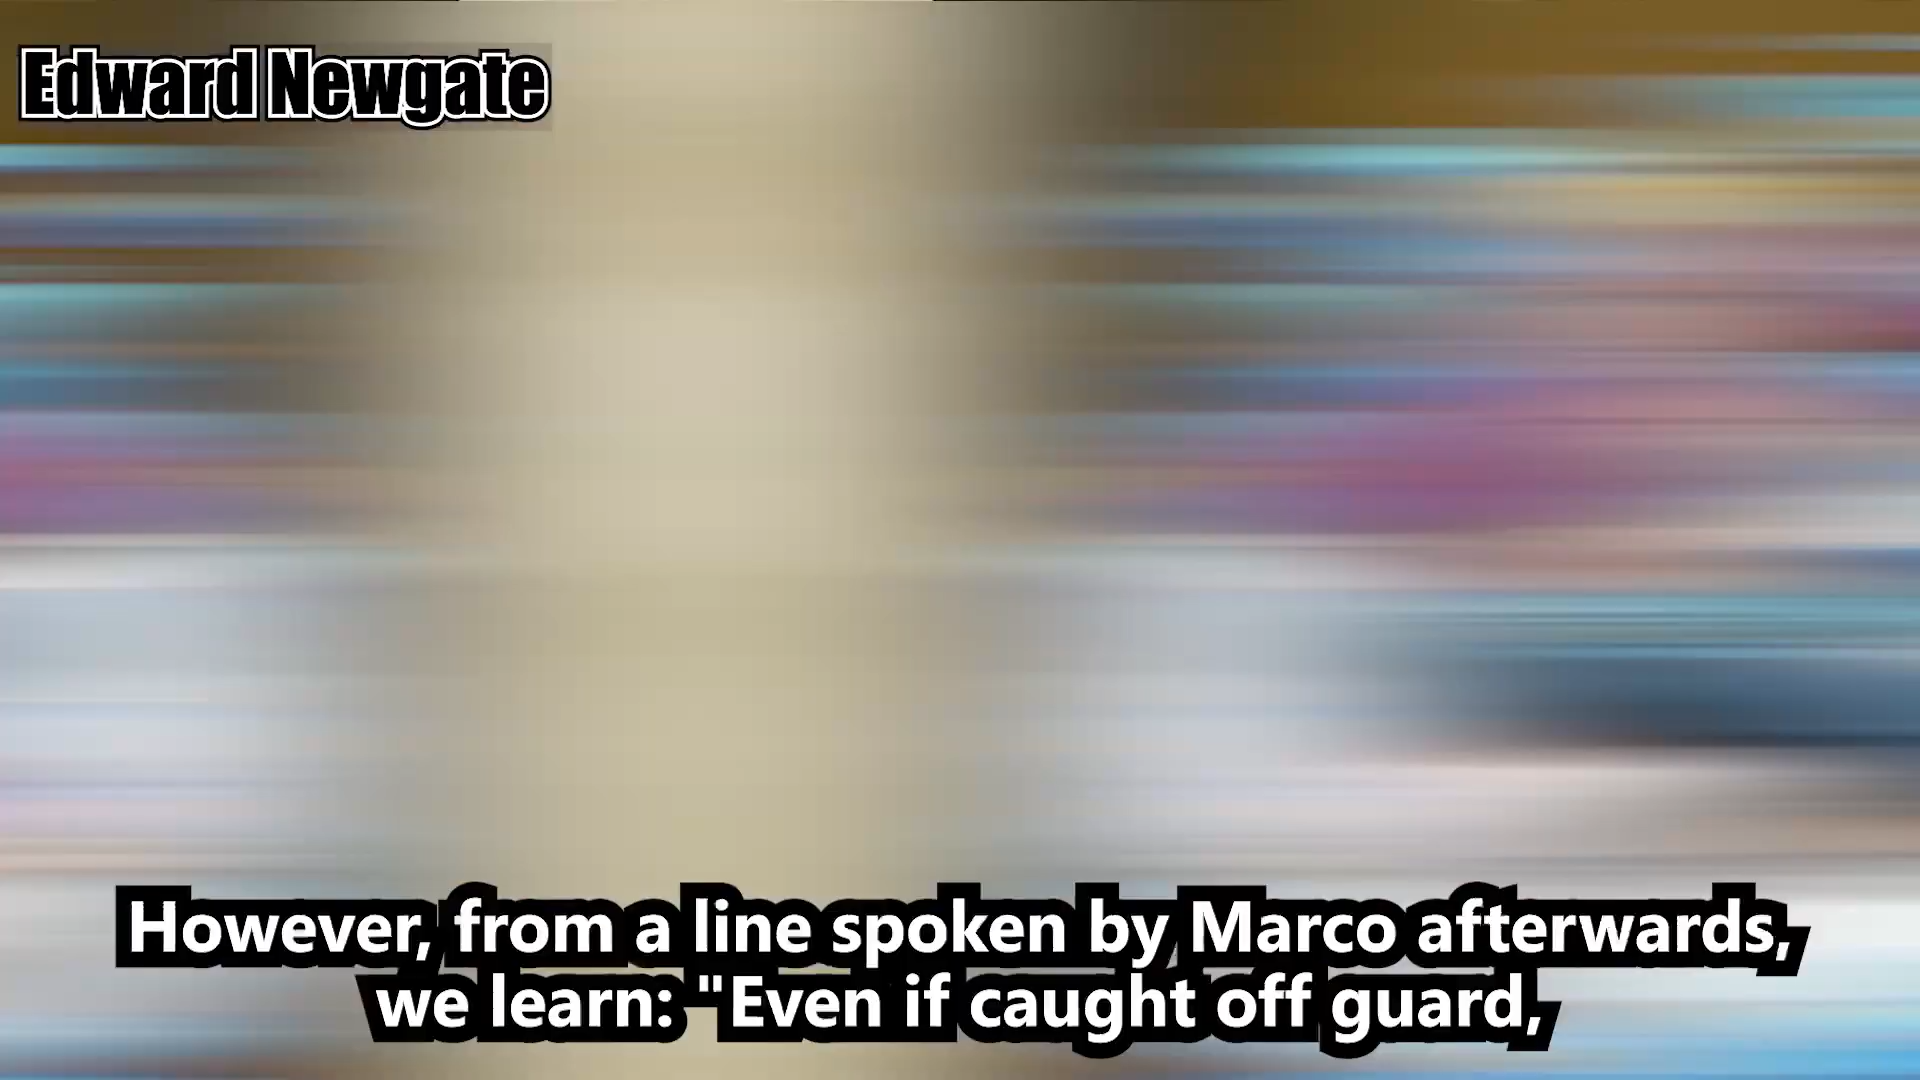 Edward Newgate
However, from a line spoken by Marco afterwards,
we learn: "Even if caught off guard,